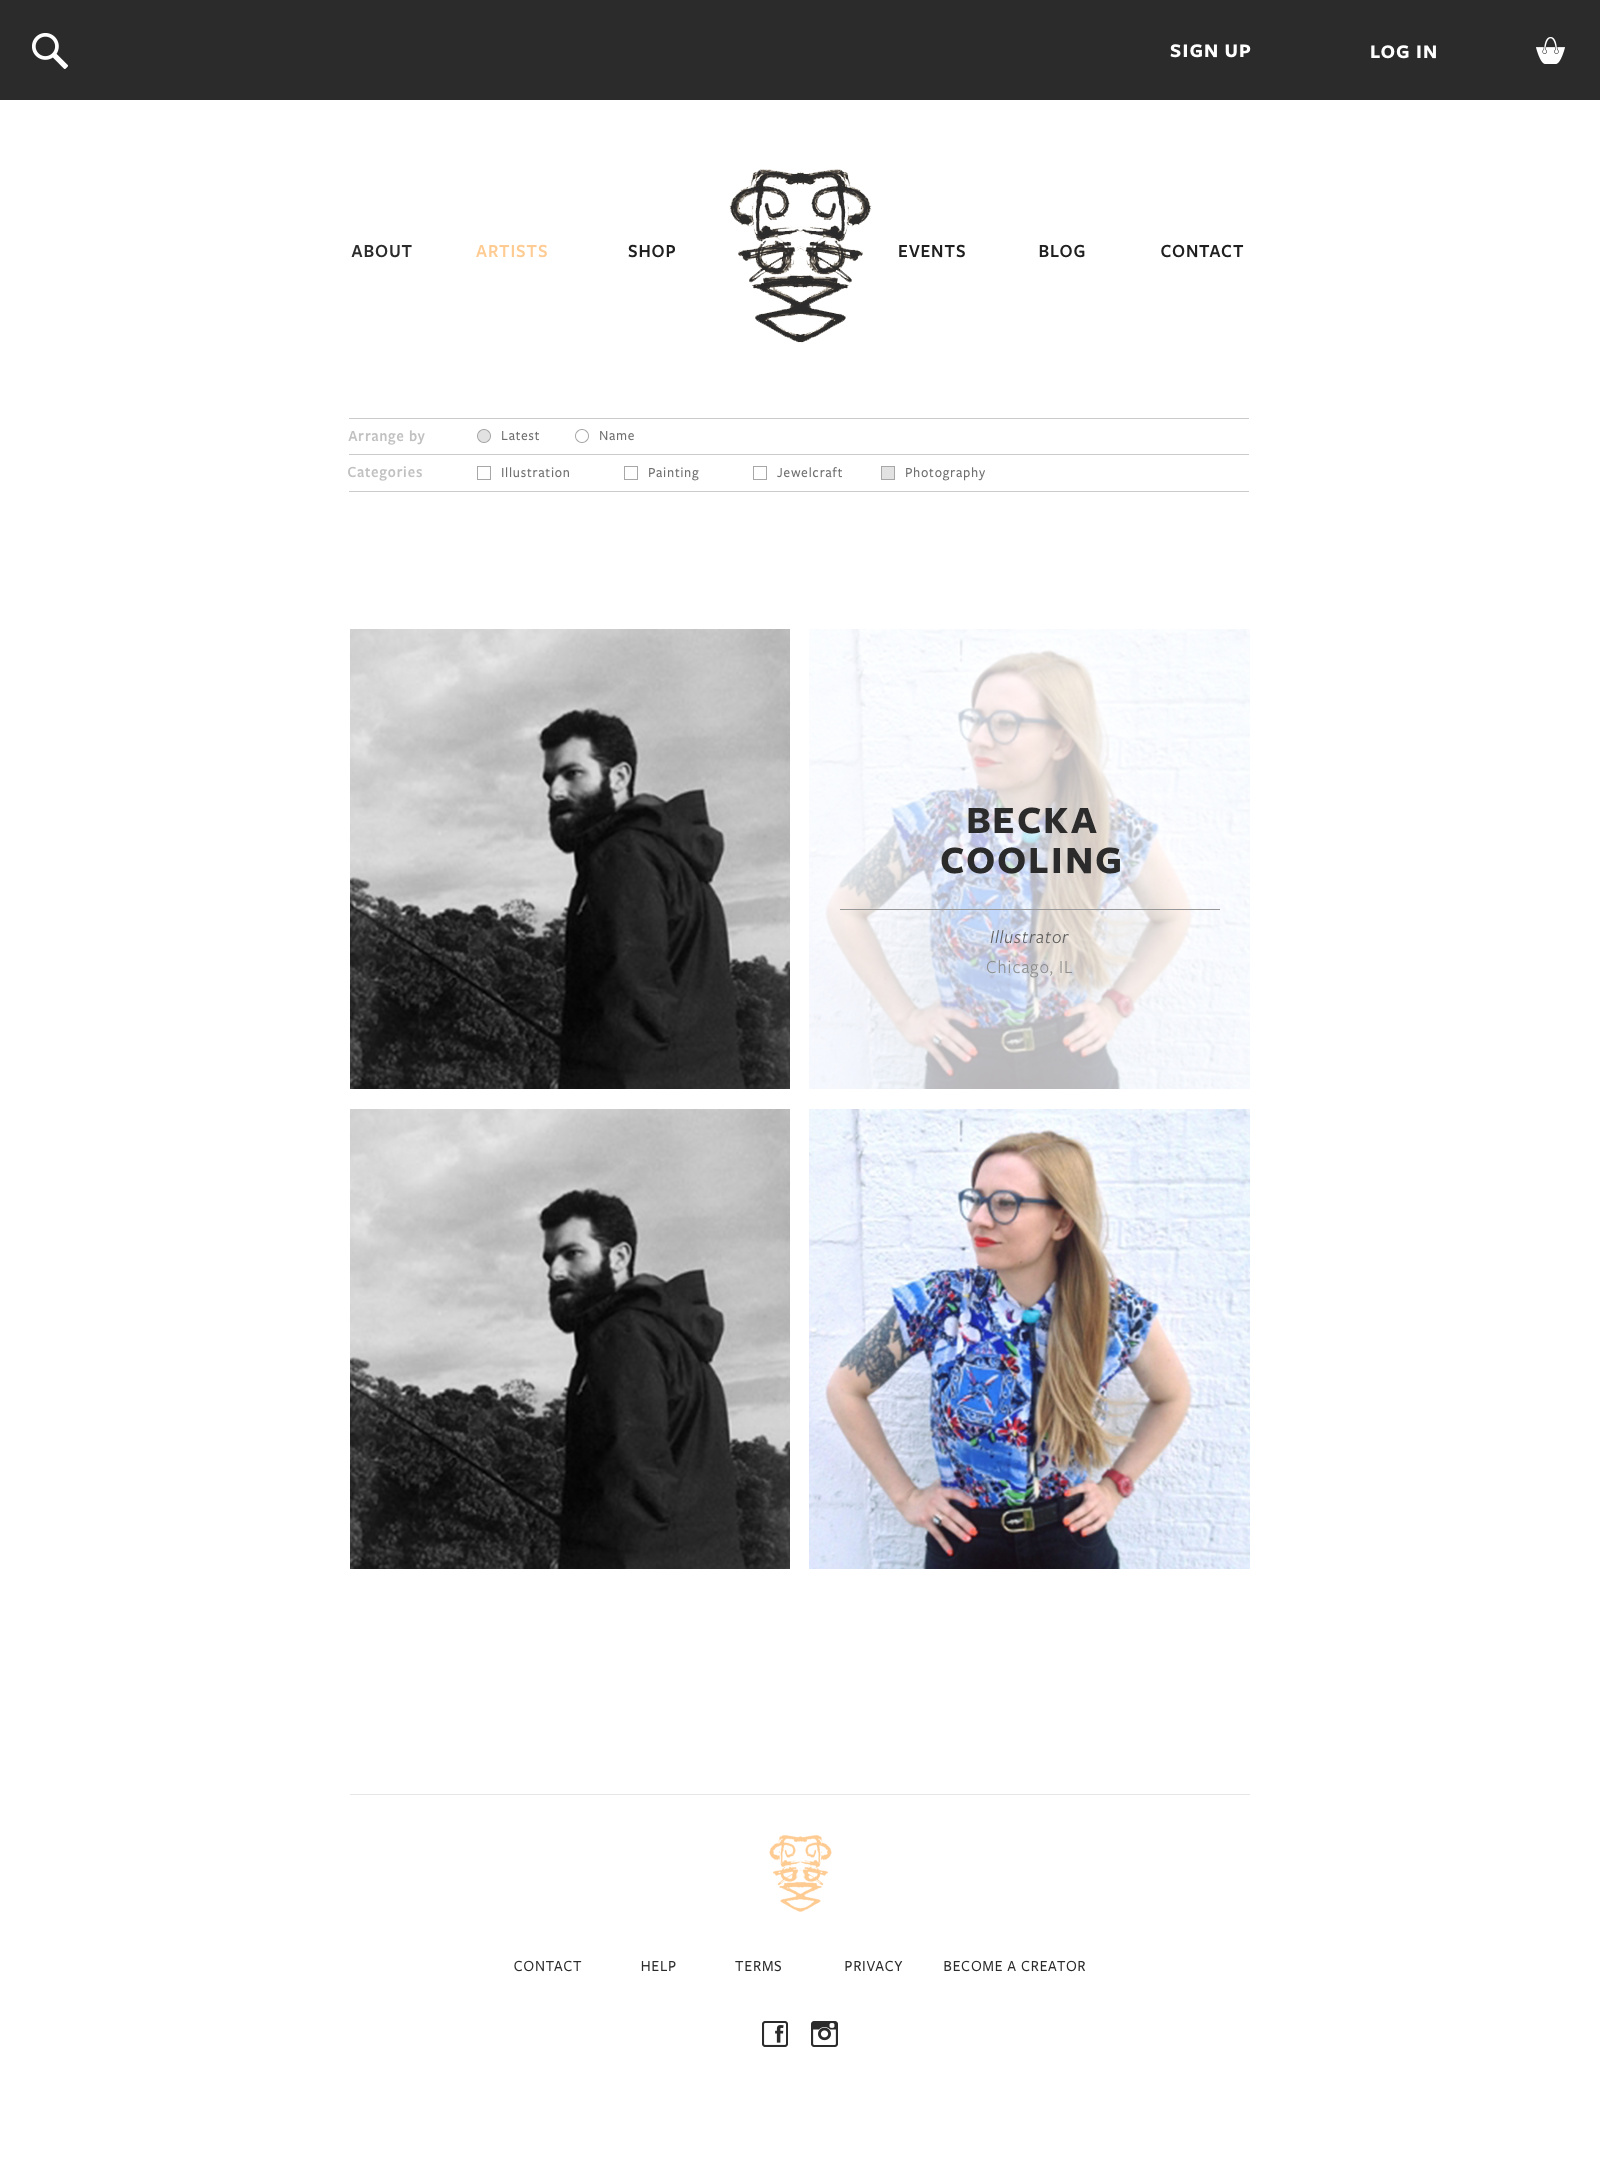 SIGN UP LOG IN
ABOUT ARTISTS SHOP EVENTS BLOG CONTACT
Arrange by Latest Name
Categories Illustration Painting Jewelcraft Photography
BECKA
COOLING
Illustrator
Chicago, IL
CONTACT HELP TERMS PRIVACY BECOME A CREATOR